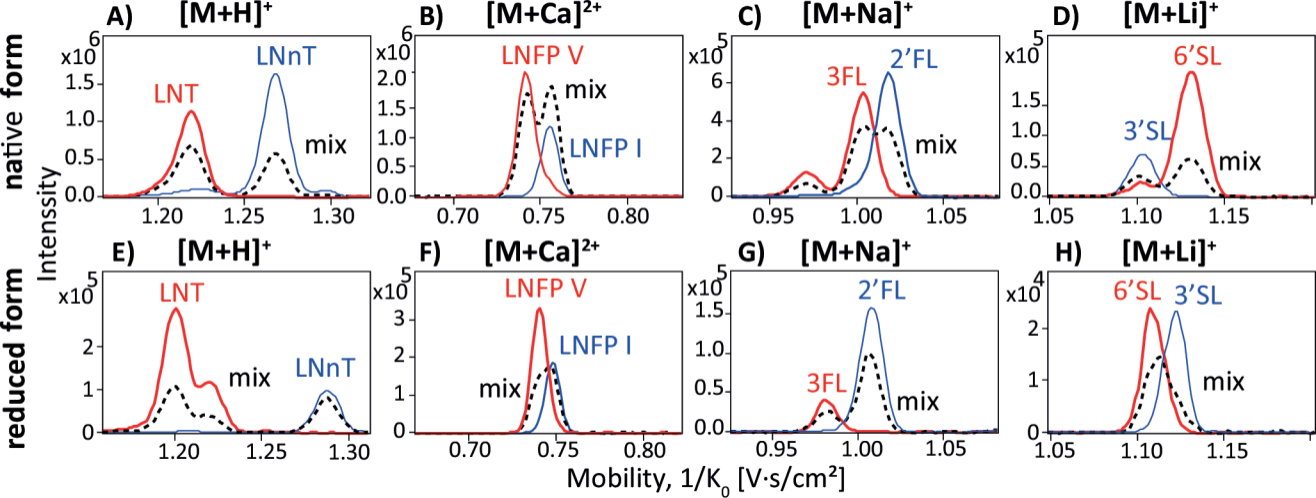 A) [M+H]⁺
B) [M+Ca]²⁺
C) [M+Na]⁺
D) [M+Li]⁺
native form
reduced form
Intenssity
x10⁶
1.5
1.0
0.5
0.0
LNT
LNnT
mix
1.20 1.25 1.30
x10⁶
2.0
1.5
1.0
0.5
0.0
LNFP V
mix
LNFP I
0.70 0.75 0.80
x10⁵
6
4
2
0
3FL
2’FL
mix
0.95 1.00 1.05
x10⁵
1.5
1.0
0.5
0.0
6’SL
3’SL
mix
1.05 1.10 1.15
E) [M+H]⁺
F) [M+Ca]²⁺
G) [M+Na]⁺
H) [M+Li]⁺
x10⁵
2
1
0
LNT
mix
LNnT
1.20 1.25 1.30
x10⁵
3
2
1
0
LNFP V
LNFP I
mix
0.70 0.75 0.80
x10⁵
1.5
1.0
0.5
0.0
2’FL
3FL
mix
0.95 1.00 1.05
x10⁴
2
1
0
6’SL 3’SL
mix
1.05 1.10 1.15
Mobility, 1/K₀ [V·s/cm²]